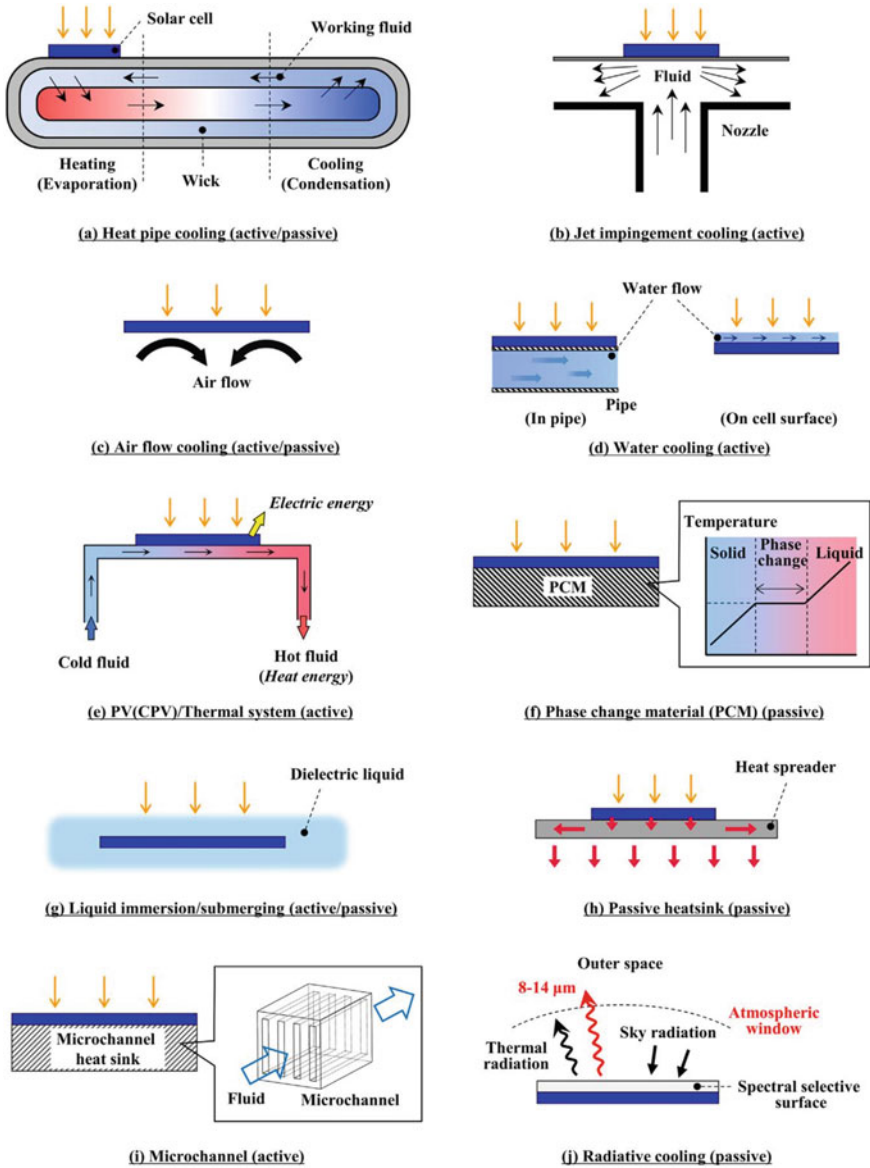 Solar cell
Working fluid
Heating
(Evaporation)
Wick
Cooling
(Condensation)
(a) Heat pipe cooling (active/passive)
Fluid
Nozzle
(b) Jet impingement cooling (active)
Air flow
(c) Air flow cooling (active/passive)
Water flow
Pipe
(In pipe)
(On cell surface)
(d) Water cooling (active)
Electric energy
Cold fluid
Hot fluid
(Heat energy)
(e) PV(CPV)/Thermal system (active)
Temperature
Solid
Phase
change
Liquid
PCM
(f) Phase change material (PCM) (passive)
Dielectric liquid
(g) Liquid immersion/submerging (active/passive)
Heat spreader
(h) Passive heatsink (passive)
Microchannel
heat sink
Fluid
Microchannel
(i) Microchannel (active)
Outer space
8-14 μm
Atmospheric
window
Thermal
radiation
Sky radiation
Spectral selective
surface
(j) Radiative cooling (passive)